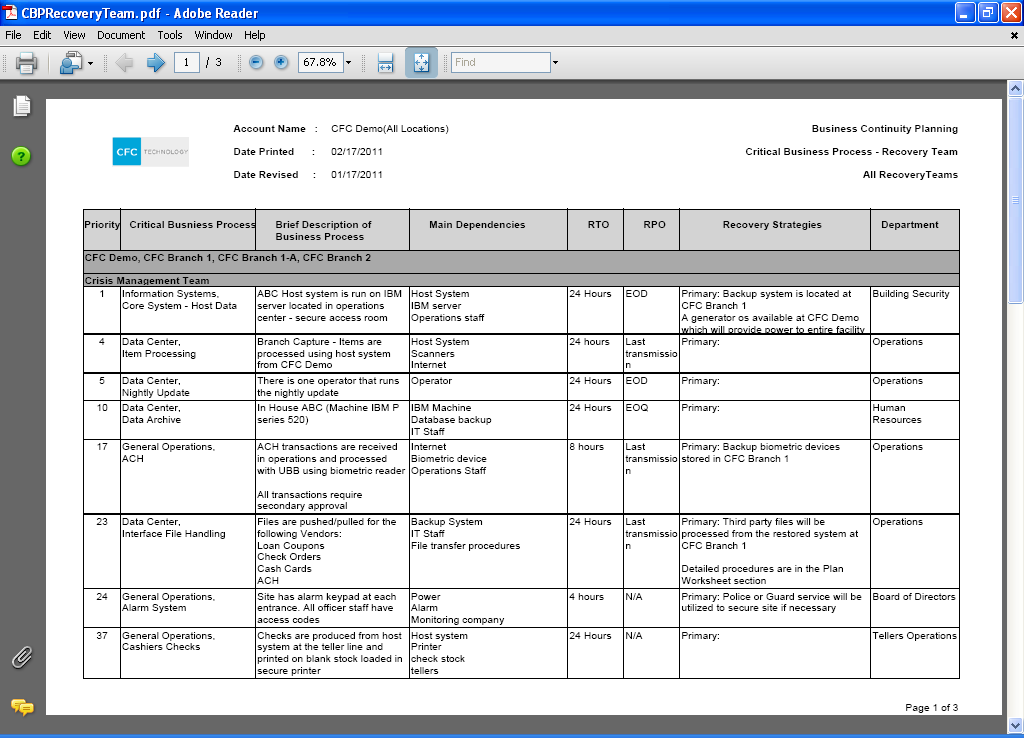 CBPRecoveryTeam.pdf - Adobe Reader
File Edit View Document Tools Window Help
1 / 3 67.8% Find
Account Name : CFC Demo(All Locations)
Business Continuity Planning
CFC TECHNOLOGY
Date Printed : 02/17/2011
Critical Business Process - Recovery Team
Date Revised : 01/17/2011
All RecoveryTeams
Priority Critical Busniess Process Brief Description of Business Process Main Dependencies RTO RPO Recovery Strategies Department
CFC Demo, CFC Branch 1, CFC Branch 1-A, CFC Branch 2
Crisis Management Team
1 Information Systems, ABC Host system is run on IBM Host System 24 Hours EOD Primary: Backup system is located at Building Security
Core System - Host Data server located in operations IBM server CFC Branch 1
center - secure access room Operations staff A generator os available at CFC Demo
which will provide power to entire facility
4 Data Center, Branch Capture - Items are Host System 24 hours Last Primary: Operations
Item Processing processed using host system Scanners transmissio
from CFC Demo Internet n
5 Data Center, There is one operator that runs Operator 24 Hours EOD Primary: Operations
Nightly Update the nightly update
10 Data Center, In House ABC (Machine IBM P IBM Machine 24 Hours EOQ Primary: Human
Data Archive series 520) Database backup Resources
IT Staff
17 General Operations, ACH transactions are received Internet 8 hours Last Primary: Backup biometric devices Operations
ACH in operations and processed Biometric device transmissio stored in CFC Branch 1
with UBB using biometric reader Operations Staff n
All transactions require
secondary approval
23 Data Center, Files are pushed/pulled for the Backup System 24 Hours Last Primary: Third party files will be Operations
Interface File Handling following Vendors: IT Staff transmissio processed from the restored system at
Loan Coupons File transfer procedures n CFC Branch 1
Check Orders
Cash Cards Detailed procedures are in the Plan
ACH Worksheet section
24 General Operations, Site has alarm keypad at each Power 4 hours N/A Primary: Police or Guard service will be Board of Directors
Alarm System entrance. All officer staff have Alarm utilized to secure site if necessary
access codes Monitoring company
37 General Operations, Checks are produced from host Host system 24 Hours N/A Primary: Tellers Operations
Cashiers Checks system at the teller line and Printer
printed on blank stock loaded in check stock
secure printer tellers
Page 1 of 3